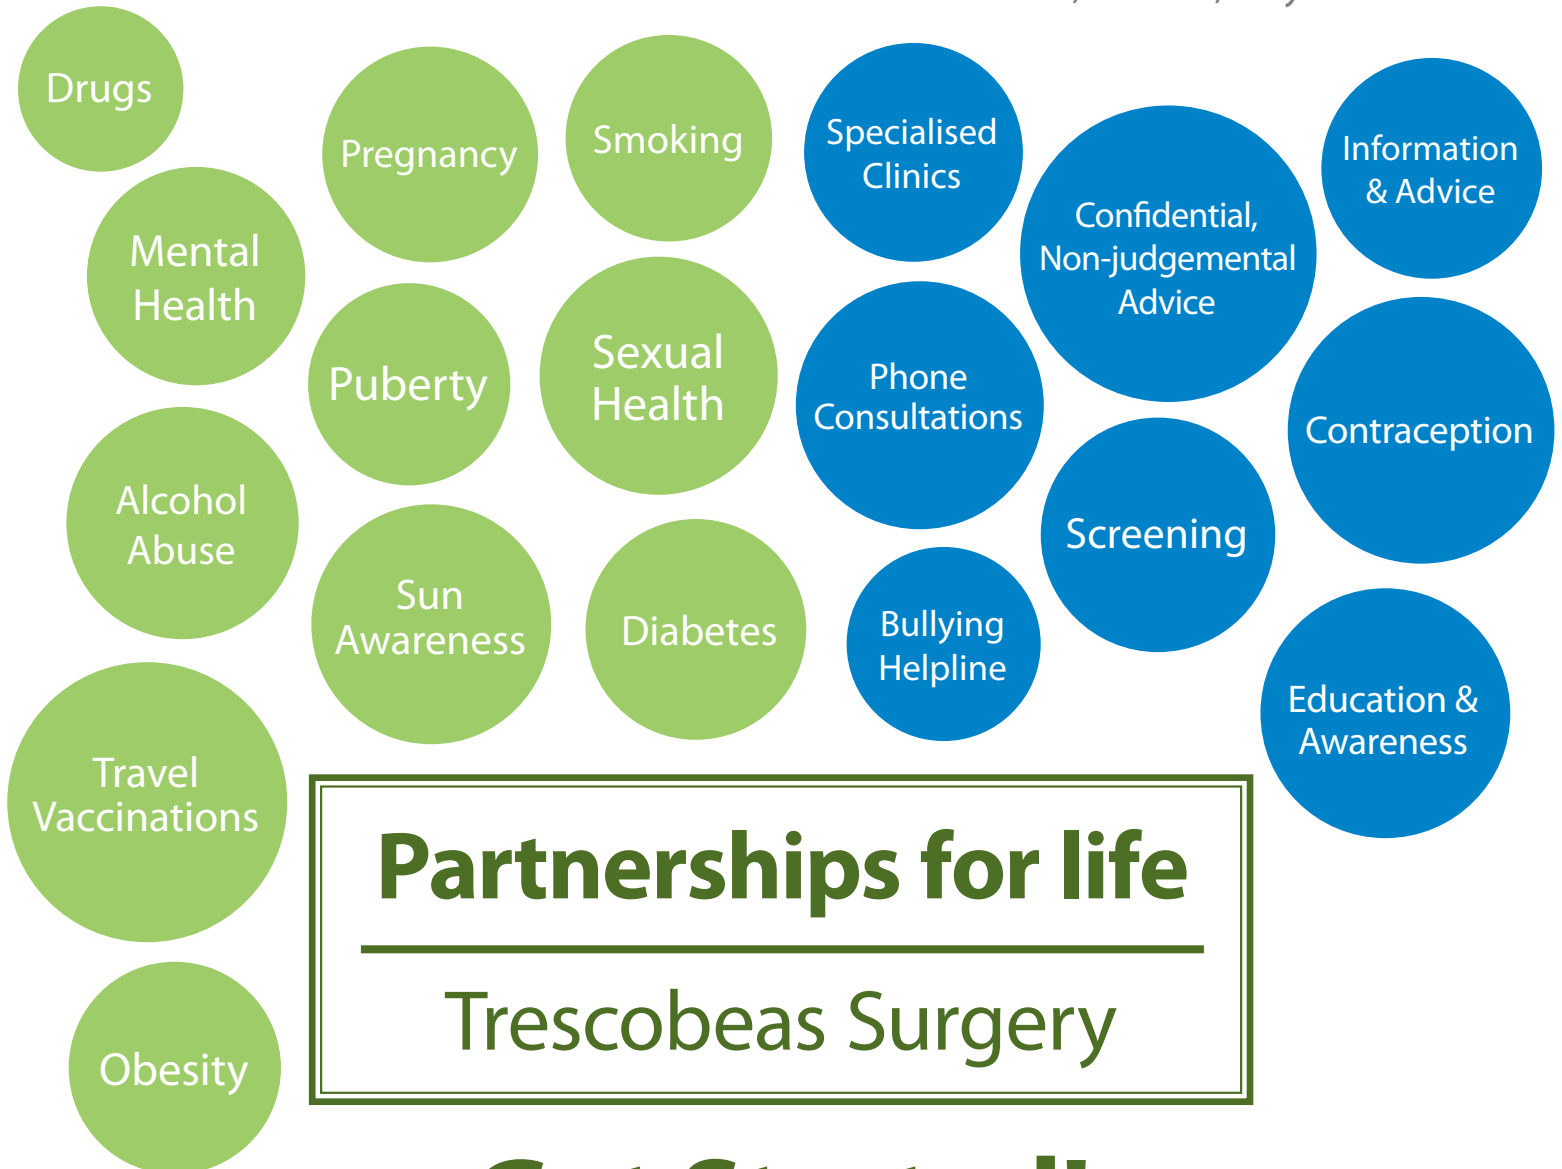 Drugs
Mental
Health
Alcohol
Abuse
Travel
Vaccinations
Obesity
Pregnancy
Puberty
Sun
Awareness
Smoking
Sexual
Health
Diabetes
Specialised
Clinics
Phone
Consultations
Bullying
Helpline
Confidential,
Non-judgemental
Advice
Screening
Information
& Advice
Contraception
Education &
Awareness
Partnerships for life
Trescobeas Surgery